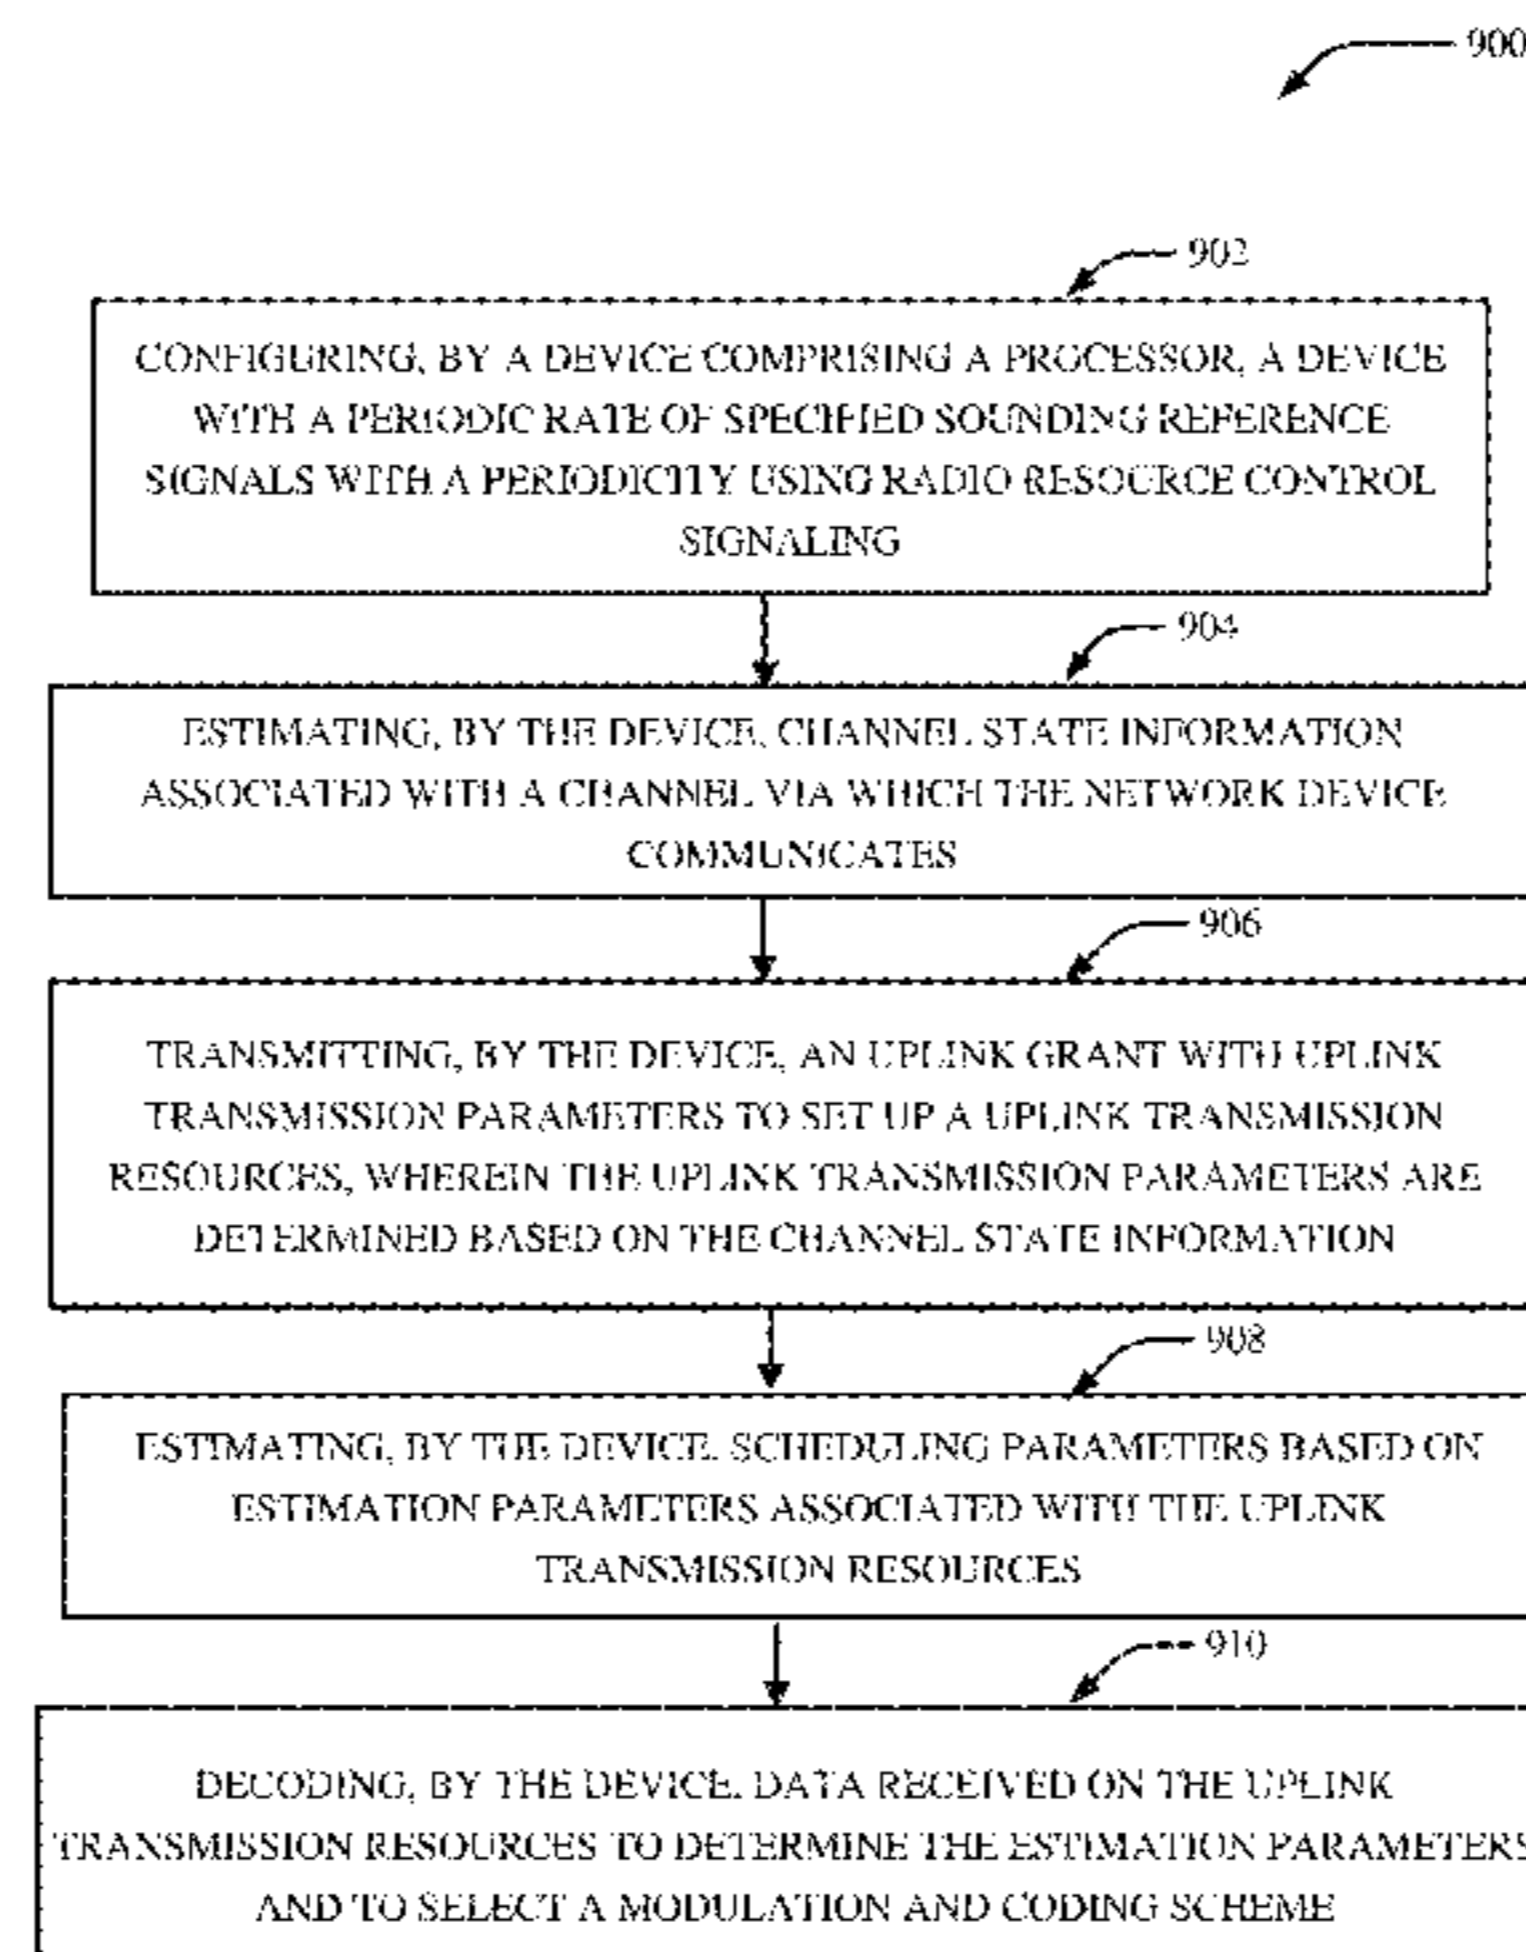 900
902
CONFIGURING, BY A DEVICE COMPRISING A PROCESSOR, A DEVICE
WITH A PERIODIC RATE OF SPECIFIED SOUNDING REFERENCE
SIGNALS WITH A PERIODICITY USING RADIO RESOURCE CONTROL
SIGNALING
904
ESTIMATING, BY THE DEVICE, CHANNEL STATE INFORMATION
ASSOCIATED WITH A CHANNEL VIA WHICH THE NETWORK DEVICE
COMMUNICATES
906
TRANSMITTING, BY THE DEVICE, AN UPLINK GRANT WITH UPLINK
TRANSMISSION PARAMETERS TO SET UP A UPLINK TRANSMISSION
RESOURCES, WHEREIN THE UPLINK TRANSMISSION PARAMETERS ARE
DETERMINED BASED ON THE CHANNEL STATE INFORMATION
908
ESTIMATING, BY THE DEVICE, SCHEDULING PARAMETERS BASED ON
ESTIMATION PARAMETERS ASSOCIATED WITH THE UPLINK
TRANSMISSION RESOURCES
910
DECODING, BY THE DEVICE, DATA RECEIVED ON THE UPLINK
TRANSMISSION RESOURCES TO DETERMINE THE ESTIMATION PARAMETERS
AND TO SELECT A MODULATION AND CODING SCHEME